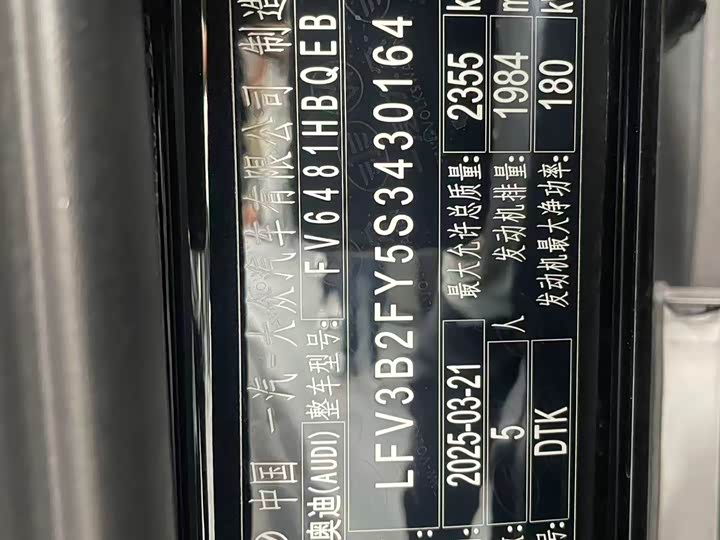 中国 一汽-大众汽车有限公司 制造
奥迪(AUDI) 整车型号: FV6481HBQEB
LFV3B2FY5S3430164
2025-03-21 最大允许总质量: 2355 k
5 人 发动机排量: 1984 m
DTK 发动机最大净功率: 180 k